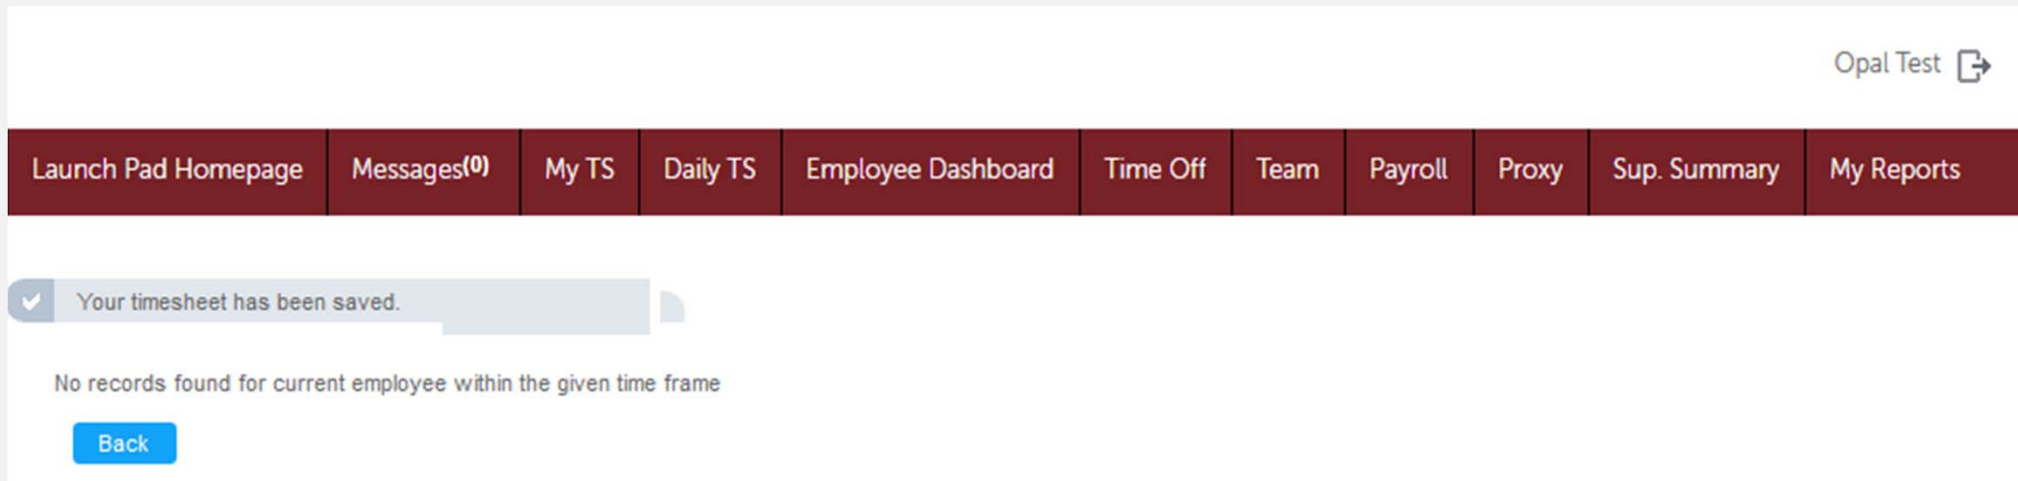 Opal Test
Launch Pad Homepage Messages(0) My TS Daily TS Employee Dashboard Time Off Team Payroll Proxy Sup. Summary My Reports
Your timesheet has been saved.
No records found for current employee within the given time frame
Back